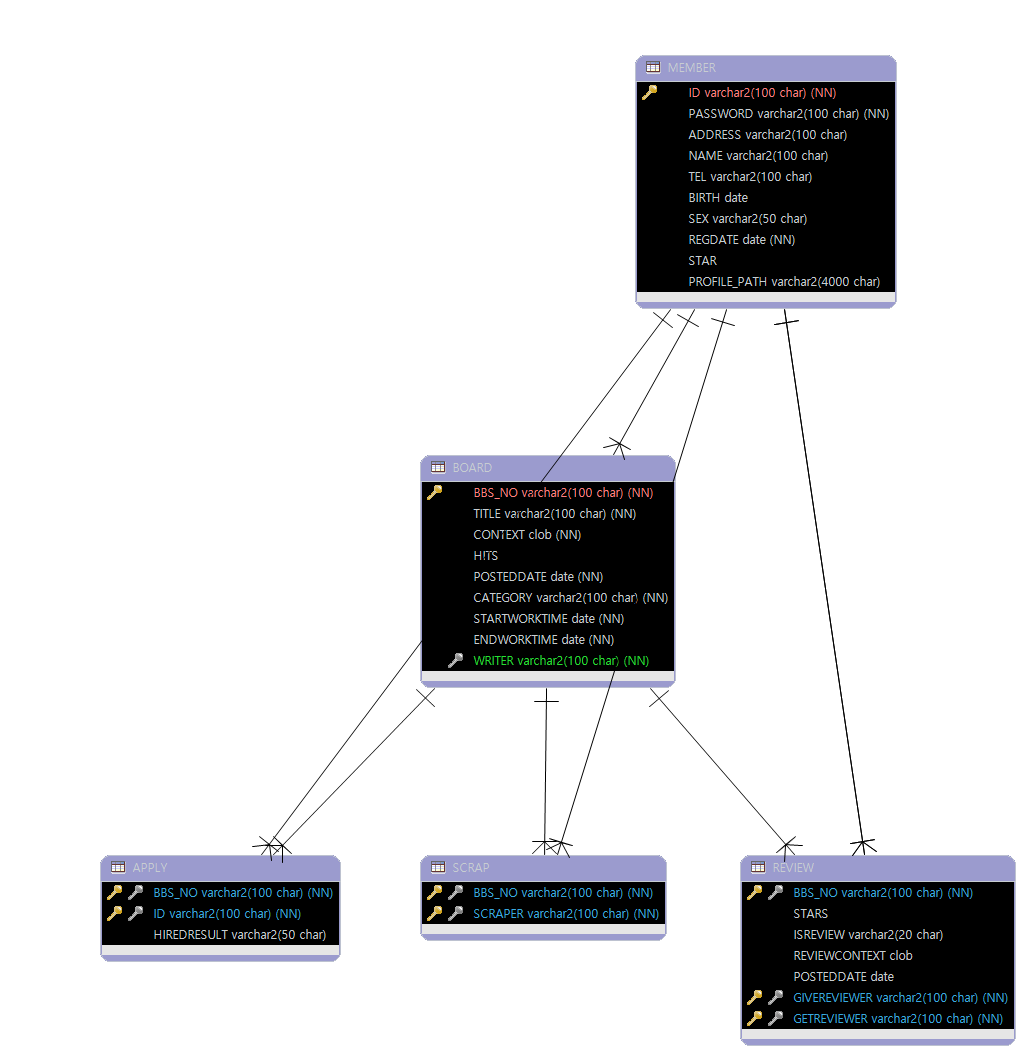 MEMBER
ID varchar2(100 char) (NN)
PASSWORD varchar2(100 char) (NN)
ADDRESS varchar2(100 char)
NAME varchar2(100 char)
TEL varchar2(100 char)
BIRTH date
SEX varchar2(50 char)
REGDATE date (NN)
STAR
PROFILE_PATH varchar2(4000 char)
BOARD
BBS_NO varchar2(100 char) (NN)
TITLE varchar2(100 char) (NN)
CONTEXT clob (NN)
HITS
POSTEDDATE date (NN)
CATEGORY varchar2(100 char) (NN)
STARTWORKTIME date (NN)
ENDWORKTIME date (NN)
WRITER varchar2(100 char) (NN)
APPLY
BBS_NO varchar2(100 char) (NN)
ID varchar2(100 char) (NN)
HIREDRESULT varchar2(50 char)
SCRAP
BBS_NO varchar2(100 char) (NN)
SCRAPER varchar2(100 char) (NN)
REVIEW
BBS_NO varchar2(100 char) (NN)
STARS
ISREVIEW varchar2(20 char)
REVIEWCONTEXT clob
POSTEDDATE date
GIVEREVIEWER varchar2(100 char) (NN)
GETREVIEWER varchar2(100 char) (NN)